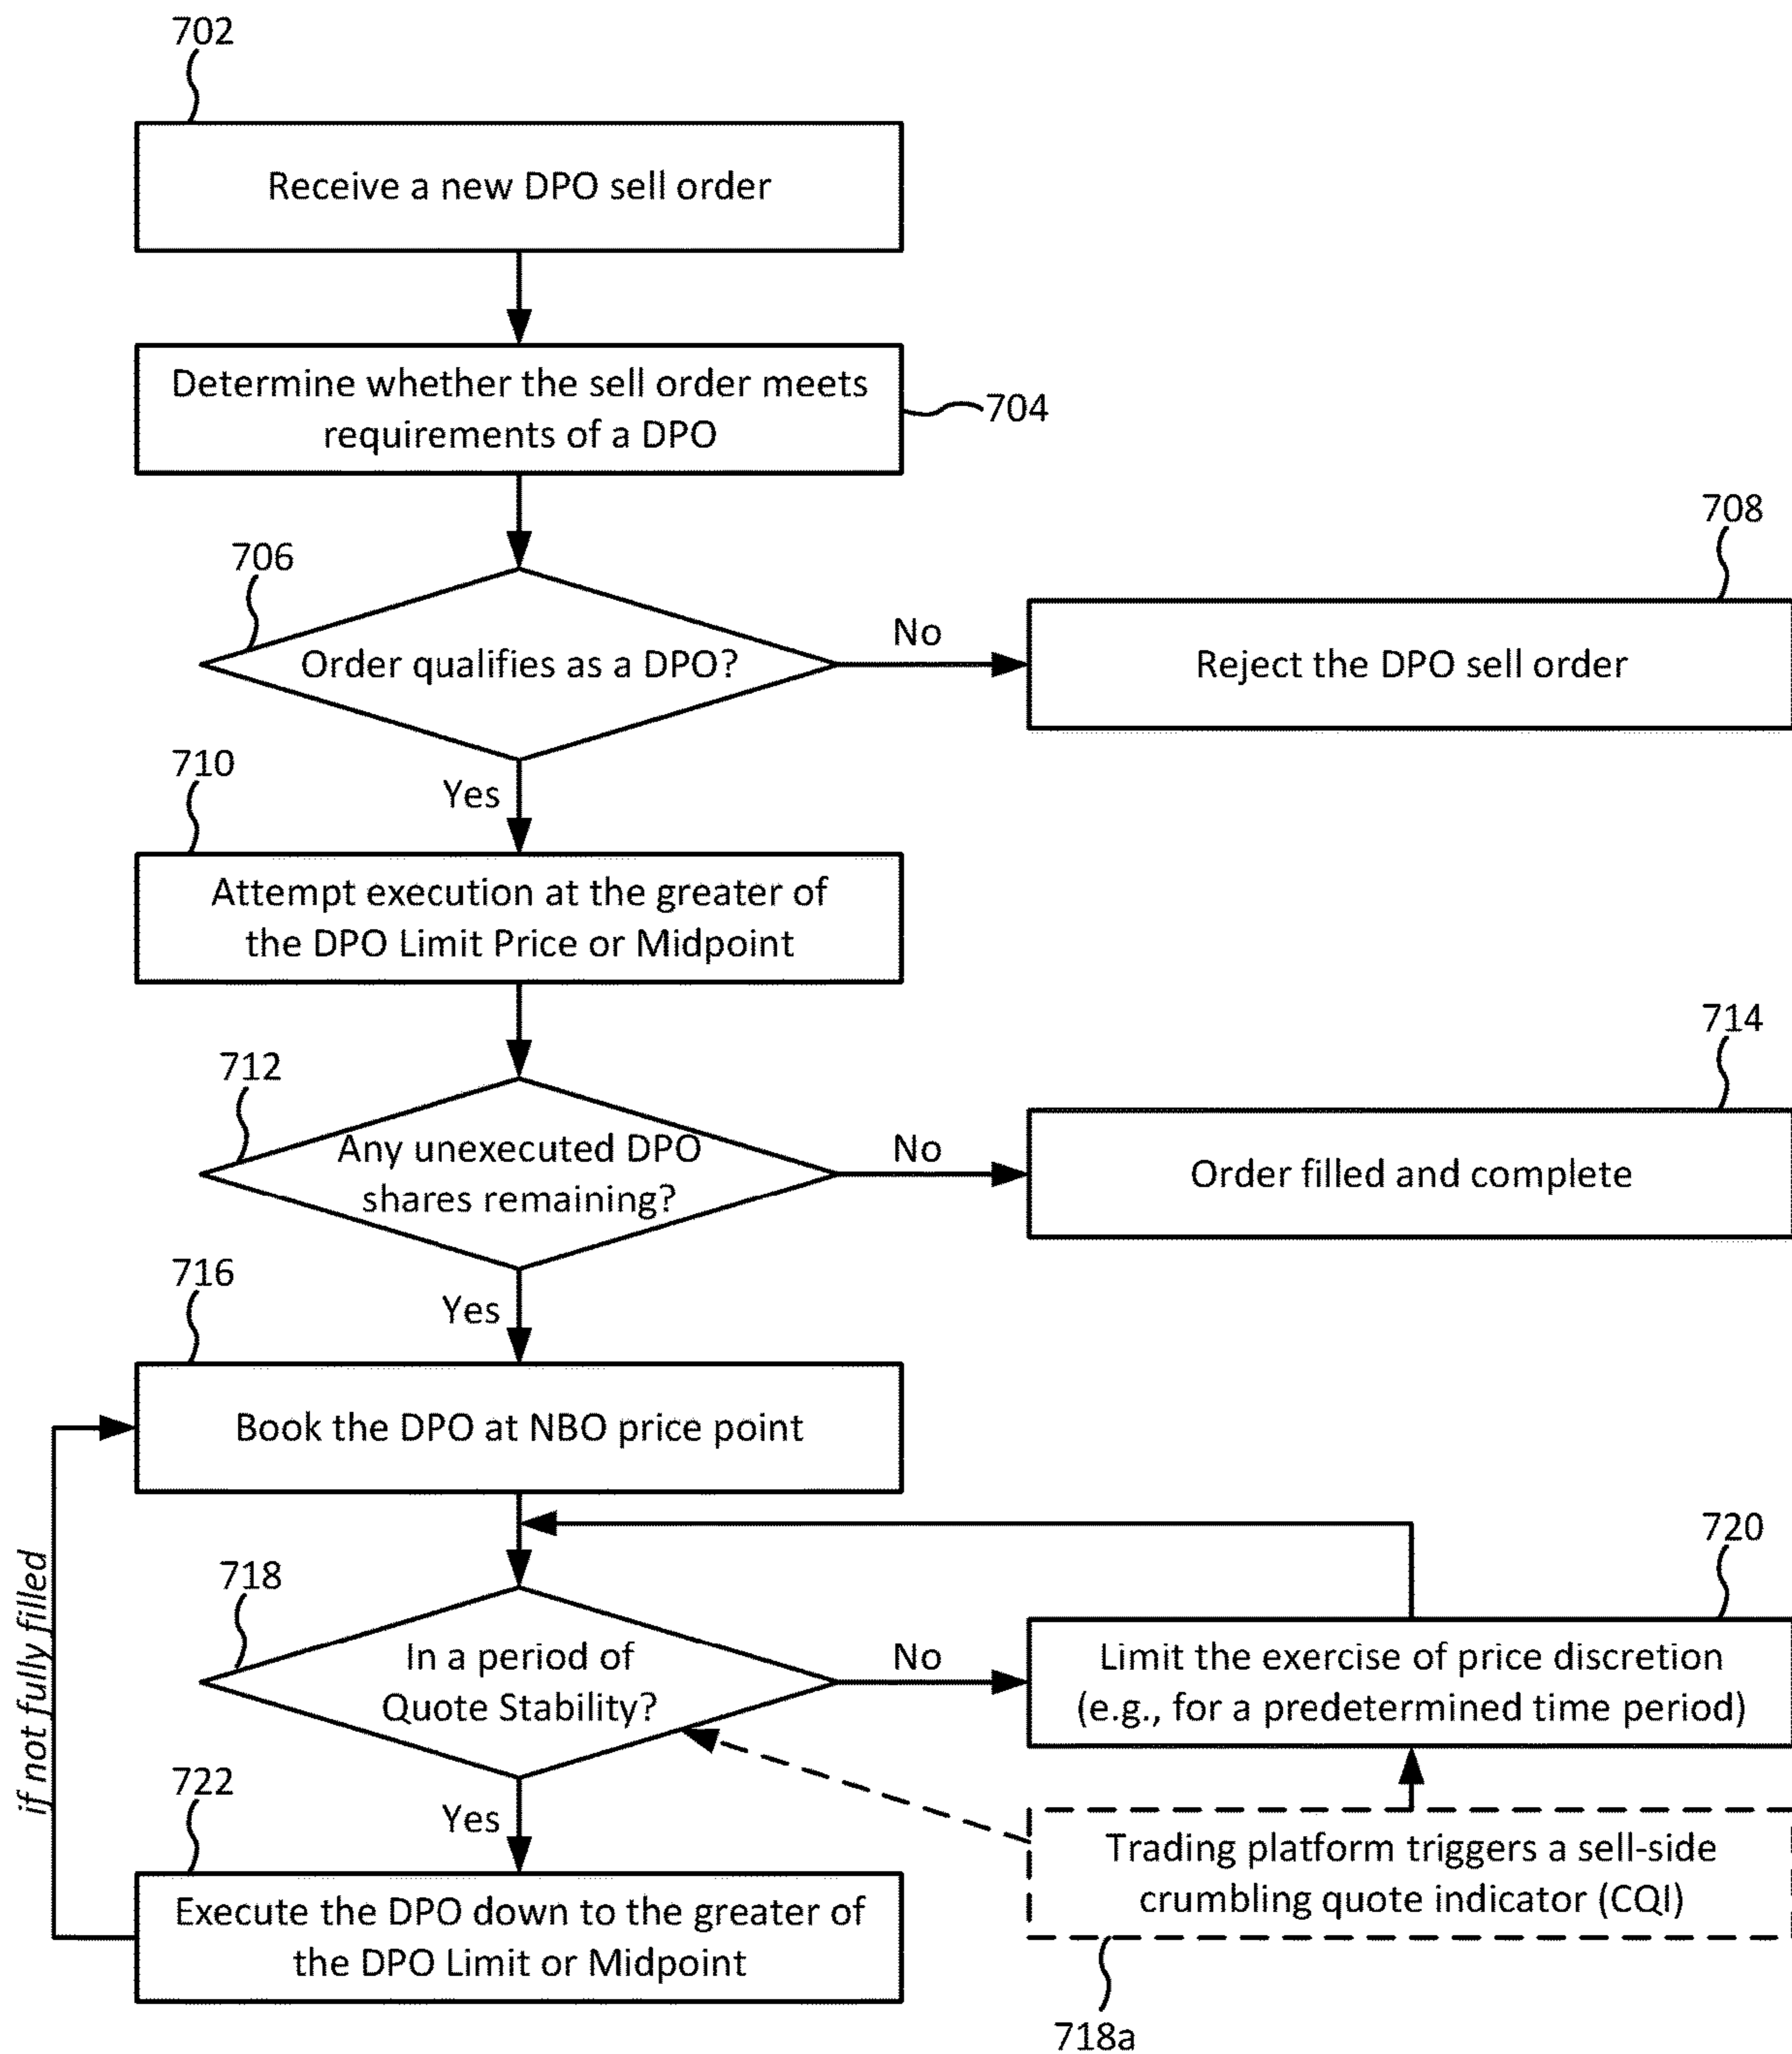 702
Receive a new DPO sell order
Determine whether the sell order meets
requirements of a DPO
704
706
Order qualifies as a DPO?
No
708
Reject the DPO sell order
Yes
710
Attempt execution at the greater of
the DPO Limit Price or Midpoint
712
Any unexecuted DPO
shares remaining?
No
714
Order filled and complete
Yes
716
Book the DPO at NBO price point
718
In a period of
Quote Stability?
No
720
Limit the exercise of price discretion
(e.g., for a predetermined time period)
Trading platform triggers a sell-side
crumbling quote indicator (CQI)
718a
Yes
722
Execute the DPO down to the greater of
the DPO Limit or Midpoint
if not fully filled